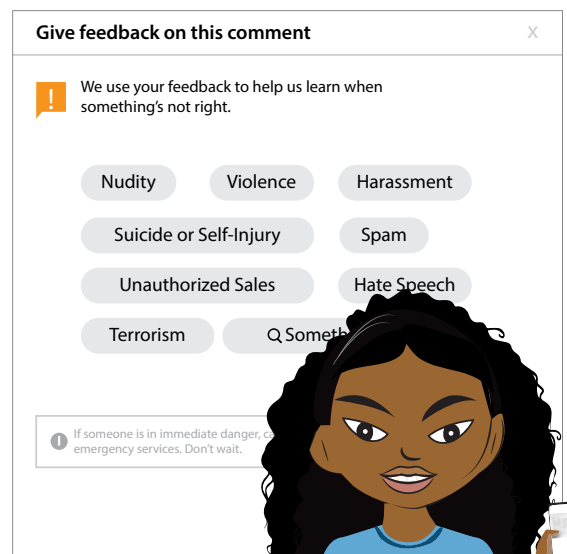 Give feedback on this comment X
We use your feedback to help us learn when
something's not right.
Nudity Violence Harassment
Suicide or Self-Injury Spam
Unauthorized Sales Hate Speech
Terrorism
If someone is in immediate danger,
emergency services. Don't wait.